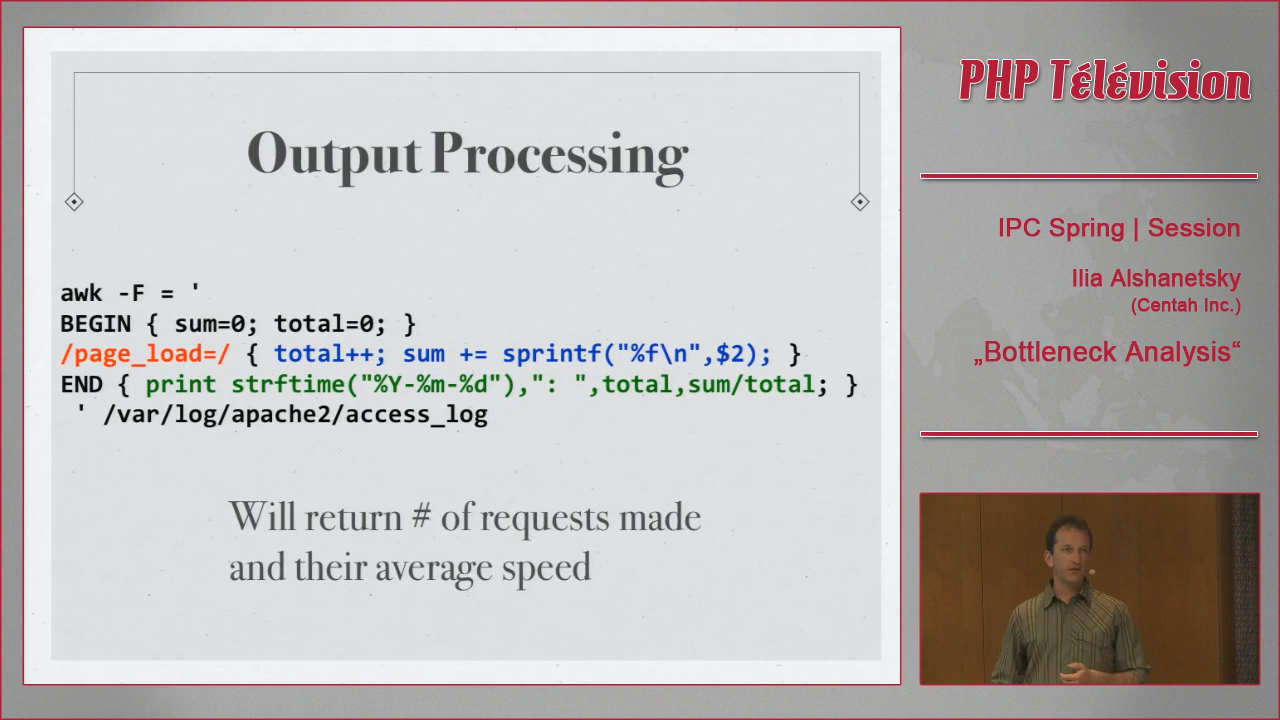 Output Processing
awk -F = '
BEGIN { sum=0; total=0; }
/page_load=/ { total++; sum += sprintf("%f\n",$2); }
END { print strftime("%Y-%m-%d"),": ",total,sum/total; }
' /var/log/apache2/access_log
Will return # of requests made
and their average speed
PHP Télévision
IPC Spring | Session
Ilia Alshanetsky
(Centah Inc.)
„Bottleneck Analysis“